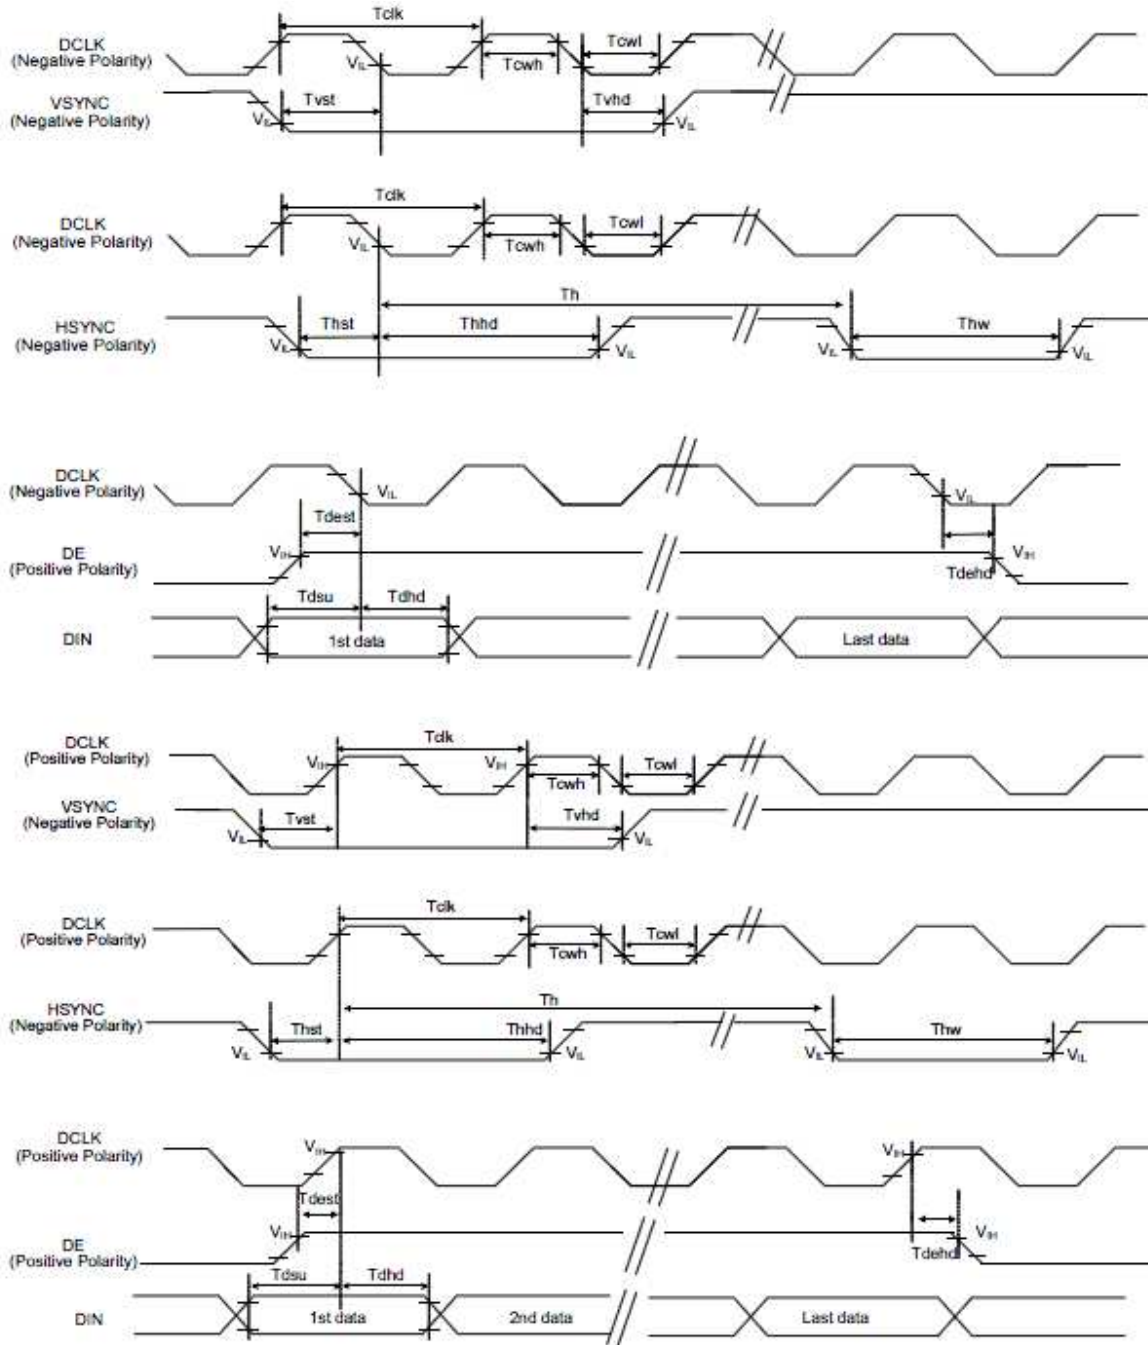 Tclk
DCLK
(Negative Polarity)
Tcwl
VIL
Tcwh
VSYNC
(Negative Polarity)
Tvst
Tvhd
VIL
VIL
Tclk
DCLK
(Negative Polarity)
Tcwl
VIL
Tcwh
Th
HSYNC
(Negative Polarity)
Thst
Thhd
Thw
VIL
VIL
VIL
VIL
DCLK
(Negative Polarity)
VIL
VIL
Tdest
DE
(Positive Polarity)
VIH
VIH
Tdehd
Tdsu
Tdhd
DIN
1st data
Last data
DCLK
(Positive Polarity)
Tclk
VIH
VIH
Tcwl
Tcwh
VSYNC
(Negative Polarity)
Tvst
Tvhd
VIL
VIL
DCLK
(Positive Polarity)
Tclk
Tcwl
Tcwh
Th
HSYNC
(Negative Polarity)
Thst
Thhd
Thw
VIL
VIL
VIL
VIL
DCLK
(Positive Polarity)
VIH
VIH
Tdest
DE
(Positive Polarity)
VIH
VIH
Tdehd
Tdsu
Tdhd
DIN
1st data
2nd data
Last data